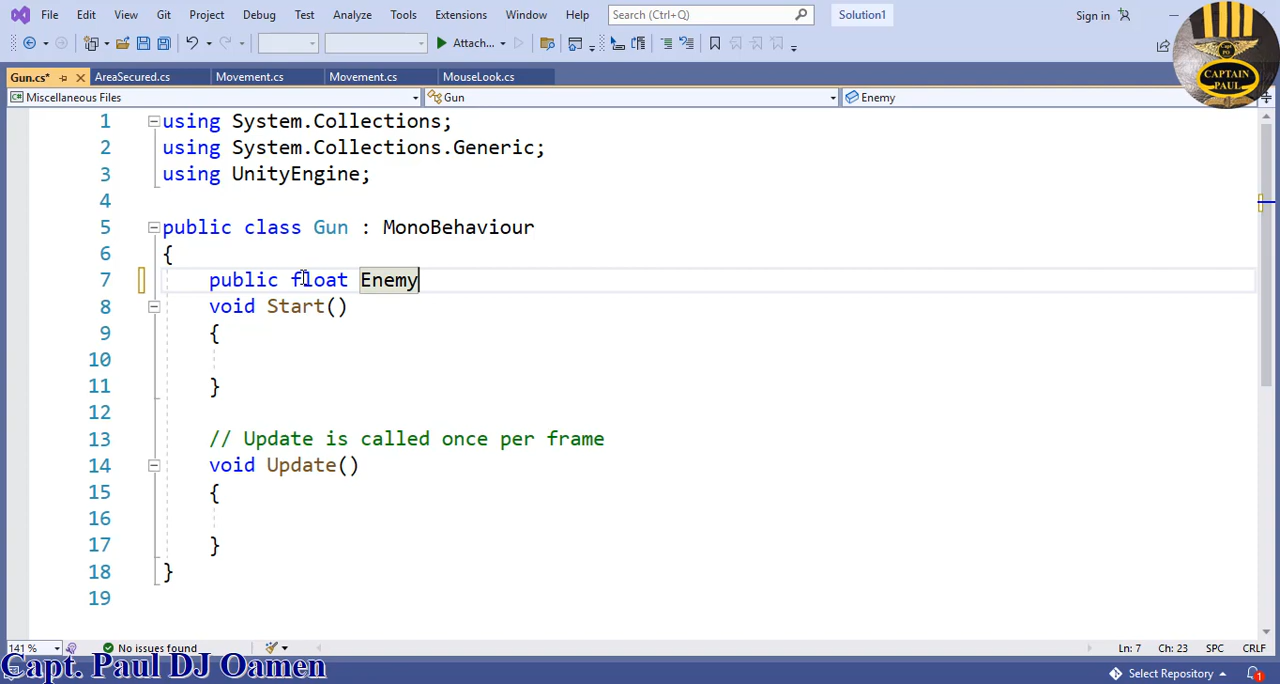 File Edit View Git Project Debug Test Analyze Tools Extensions Window Help Search (Ctrl+Q) Solution1 Sign in
Attach...
Gun.cs* AreaSecured.cs Movement.cs Movement.cs MouseLook.cs
CAPTAIN
PAUL
C# Miscellaneous Files Gun Enemy
1 using System.Collections;
2 using System.Collections.Generic;
3 using UnityEngine;
4
5 public class Gun : MonoBehaviour
6 {
7 public float Enemy
8 void Start()
9 {
10
11 }
12
13 // Update is called once per frame
14 void Update()
15 {
16
17 }
18 }
19
141 % No issues found Ln: 7 Ch: 23 SPC CRLF
Capt. Paul DJ Oamen
Select Repository 1